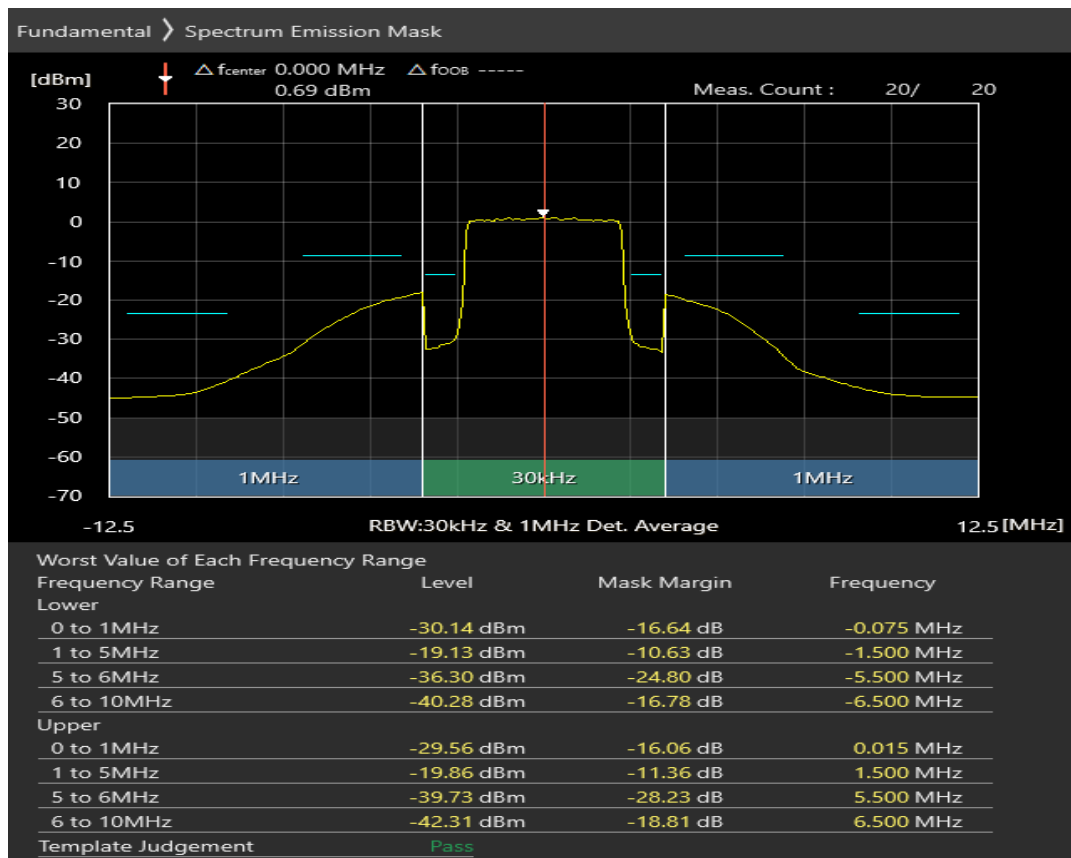 Fundamental ❯ Spectrum Emission Mask
[dBm] △ fcenter 0.000 MHz △ fOOB -----
0.69 dBm Meas. Count : 20/ 20
30
20
10
0
-10
-20
-30
-40
-50
-60
1MHz 30kHz 1MHz
-70
-12.5 RBW:30kHz & 1MHz Det. Average 12.5 [MHz]
Worst Value of Each Frequency Range
Frequency Range Level Mask Margin Frequency
Lower
0 to 1MHz -30.14 dBm -16.64 dB -0.075 MHz
1 to 5MHz -19.13 dBm -10.63 dB -1.500 MHz
5 to 6MHz -36.30 dBm -24.80 dB -5.500 MHz
6 to 10MHz -40.28 dBm -16.78 dB -6.500 MHz
Upper
0 to 1MHz -29.56 dBm -16.06 dB 0.015 MHz
1 to 5MHz -19.86 dBm -11.36 dB 1.500 MHz
5 to 6MHz -39.73 dBm -28.23 dB 5.500 MHz
6 to 10MHz -42.31 dBm -18.81 dB 6.500 MHz
Template Judgement Pass